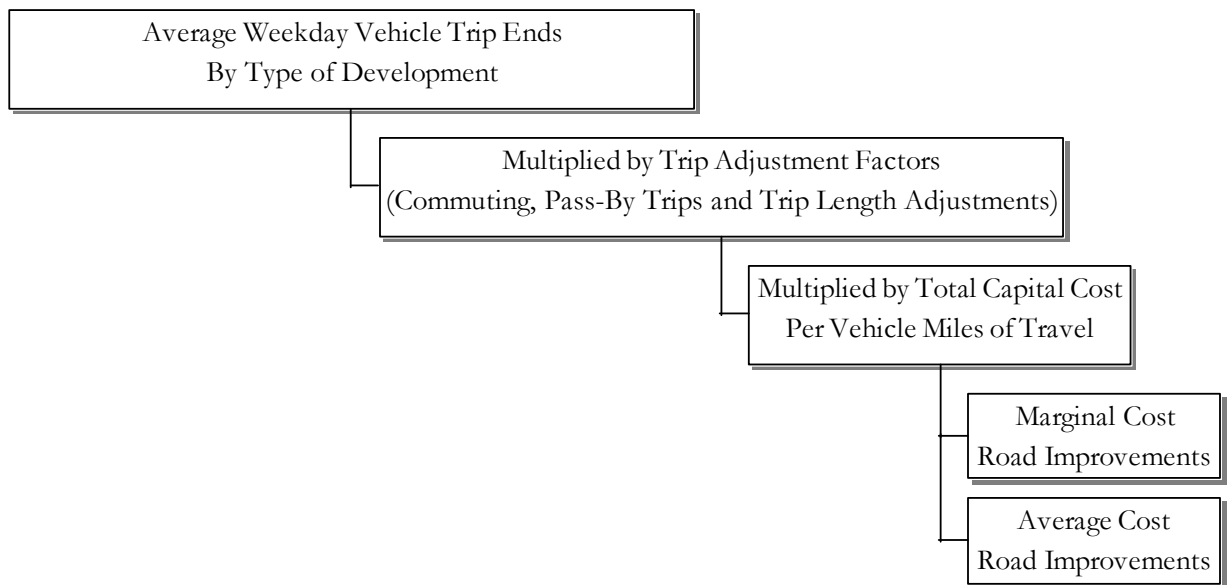 Average Weekday Vehicle Trip Ends
By Type of Development
Multiplied by Trip Adjustment Factors
(Commuting, Pass-By Trips and Trip Length Adjustments)
Multiplied by Total Capital Cost
Per Vehicle Miles of Travel
Marginal Cost
Road Improvements
Average Cost
Road Improvements